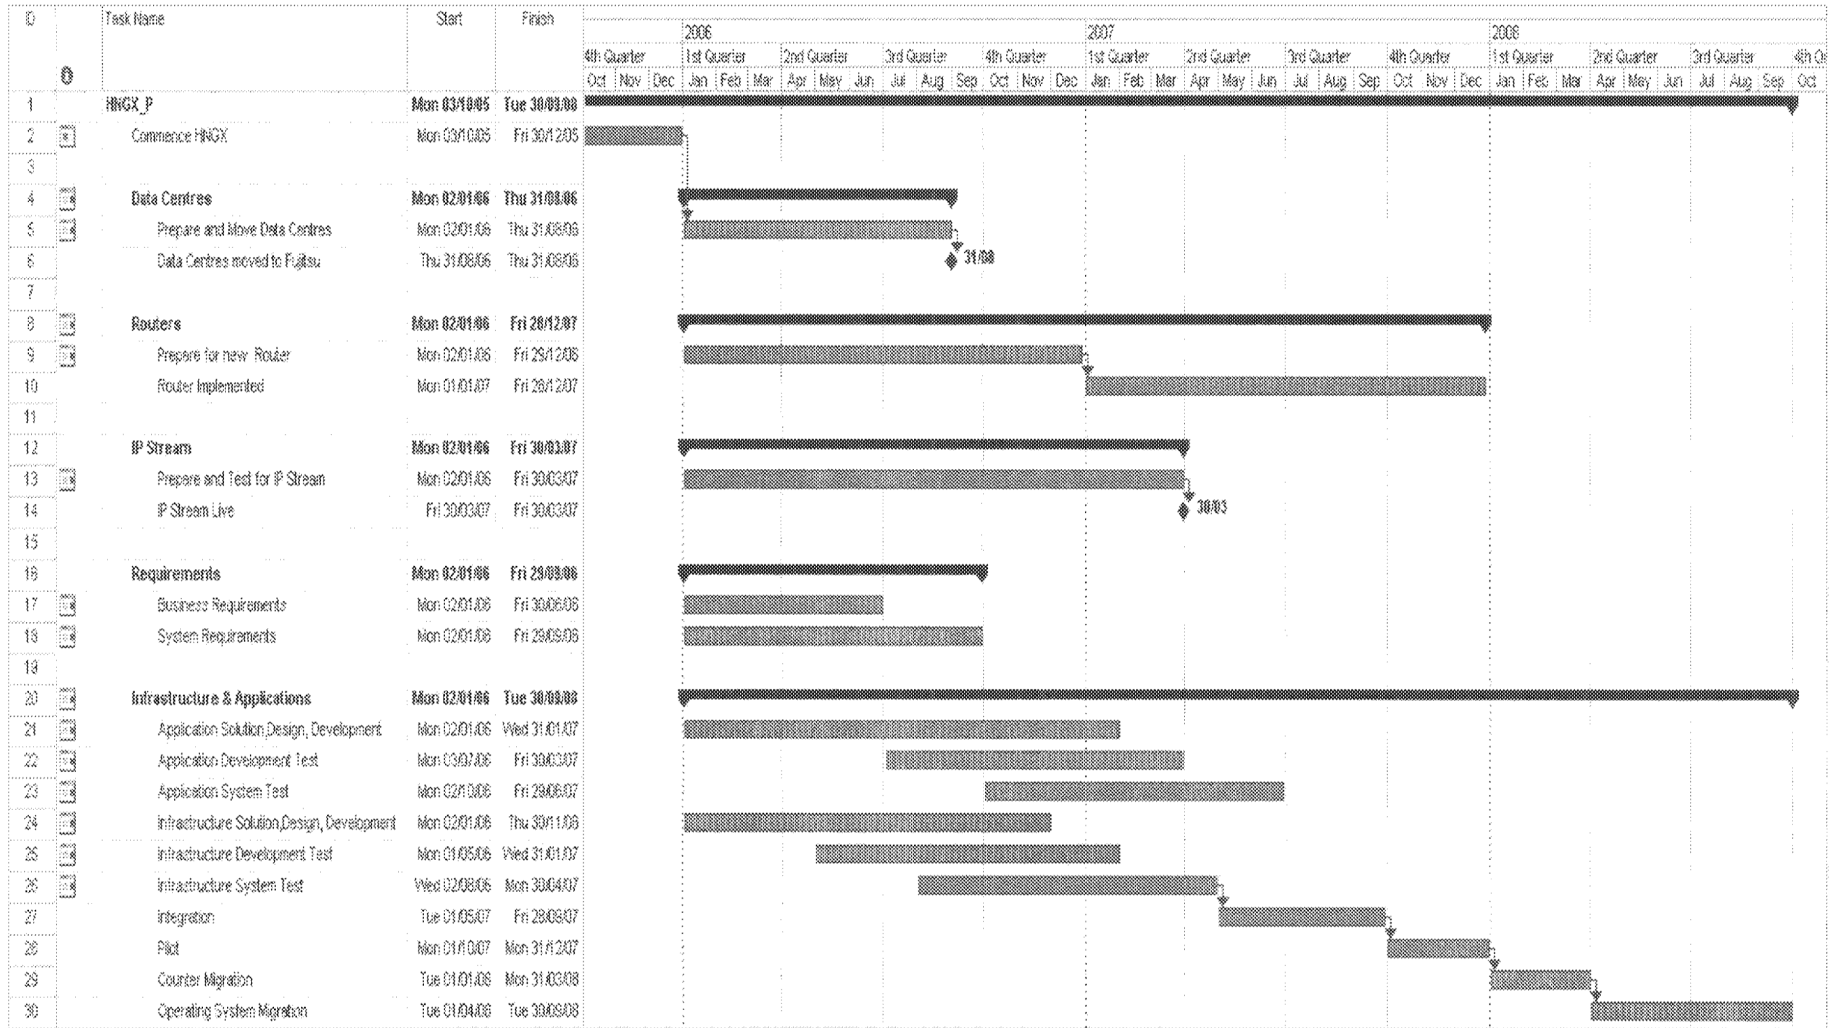 ID Task Name Start Finish
2006 2007 2008
4th Quarter 1st Quarter 2nd Quarter 3rd Quarter 4th Quarter 1st Quarter 2nd Quarter 3rd Quarter 4th Quarter 1st Quarter 2nd Quarter 3rd Quarter 4th Q
Oct Nov Dec Jan Feb Mar Apr May Jun Jul Aug Sep Oct Nov Dec Jan Feb Mar Apr May Jun Jul Aug Sep Oct Nov Dec Jan Feb Mar Apr May Jun Jul Aug Sep Oct
1 HNGX_P Mon 03/10/05 Tue 30/09/08
2 Commence HNGX Mon 03/10/05 Fri 30/12/05
3
4 Data Centres Mon 02/01/06 Thu 31/08/06
5 Prepare and Move Data Centres Mon 02/01/06 Thu 31/08/06
6 Data Centres moved to Fujitsu Thu 31/08/06 Thu 31/08/06 31/08
7
8 Routers Mon 02/01/06 Fri 28/12/07
9 Prepare for new Router Mon 02/01/06 Fri 29/12/06
10 Router Implemented Mon 01/01/07 Fri 28/12/07
11
12 IP Stream Mon 02/01/06 Fri 30/03/07
13 Prepare and Test for IP Stream Mon 02/01/06 Fri 30/03/07
14 IP Stream Live Fri 30/03/07 Fri 30/03/07 30/03
15
16 Requirements Mon 02/01/06 Fri 29/09/06
17 Business Requirements Mon 02/01/06 Fri 30/06/06
18 System Requirements Mon 02/01/06 Fri 29/09/06
19
20 Infrastructure & Applications Mon 02/01/06 Tue 30/09/08
21 Application Solution,Design, Development Mon 02/01/06 Wed 31/01/07
22 Application Development Test Mon 03/07/06 Fri 30/03/07
23 Application System Test Mon 02/10/06 Fri 29/06/07
24 Infrastructure Solution,Design, Development Mon 02/01/06 Thu 30/11/06
25 Infrastructure Development Test Mon 01/05/06 Wed 31/01/07
26 Infrastructure System Test Wed 02/08/06 Mon 30/04/07
27 Integration Tue 01/05/07 Fri 28/09/07
28 Pilot Mon 01/10/07 Mon 31/12/07
29 Counter Migration Tue 01/01/08 Mon 31/03/08
30 Operating System Migration Tue 01/04/08 Tue 30/09/08